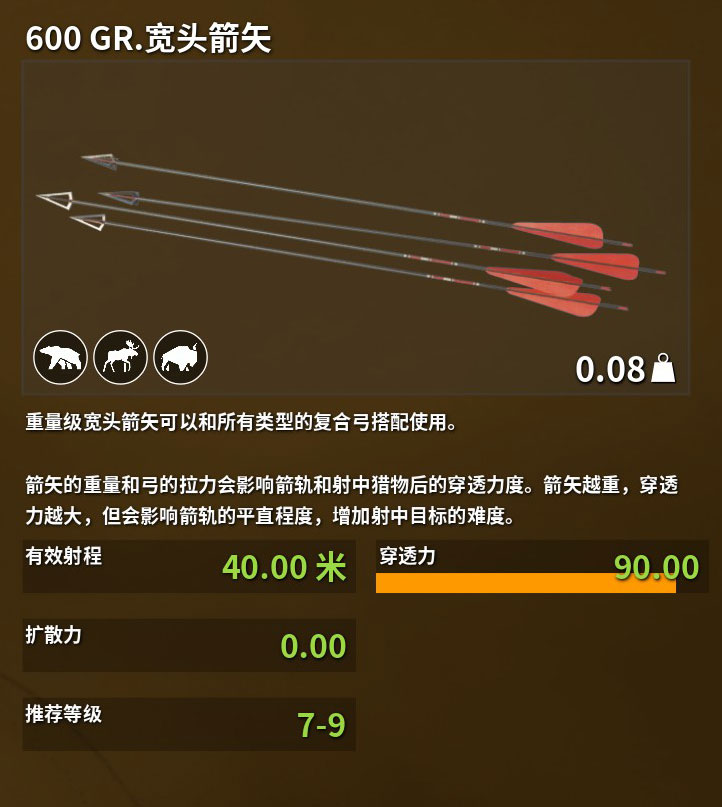 600 GR.宽头箭矢
0.08
重量级宽头箭矢可以和所有类型的复合弓搭配使用。
箭矢的重量和弓的拉力会影响箭轨和射中猎物后的穿透力度。箭矢越重，穿透
力越大，但会影响箭轨的平直程度，增加射中目标的难度。
有效射程
40.00 米
穿透力
90.00
扩散力
0.00
推荐等级
7-9